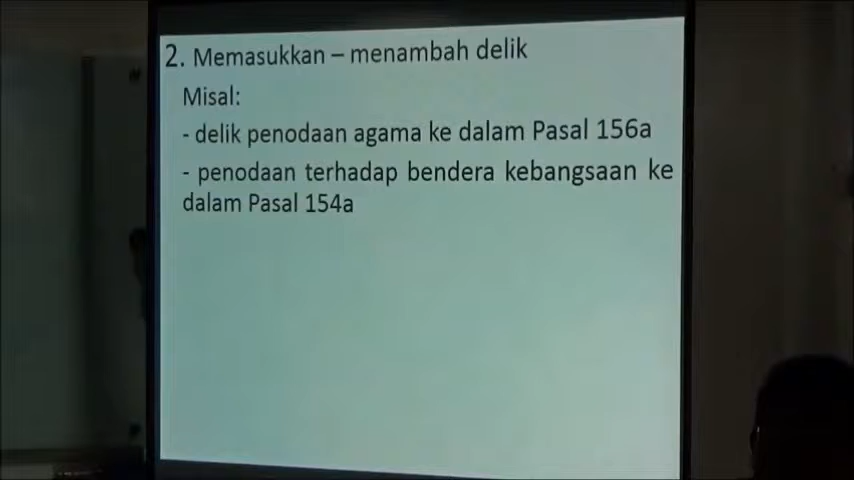 2. Memasukkan – menambah delik
Misal:
- delik penodaan agama ke dalam Pasal 156a
- penodaan terhadap bendera kebangsaan ke
dalam Pasal 154a